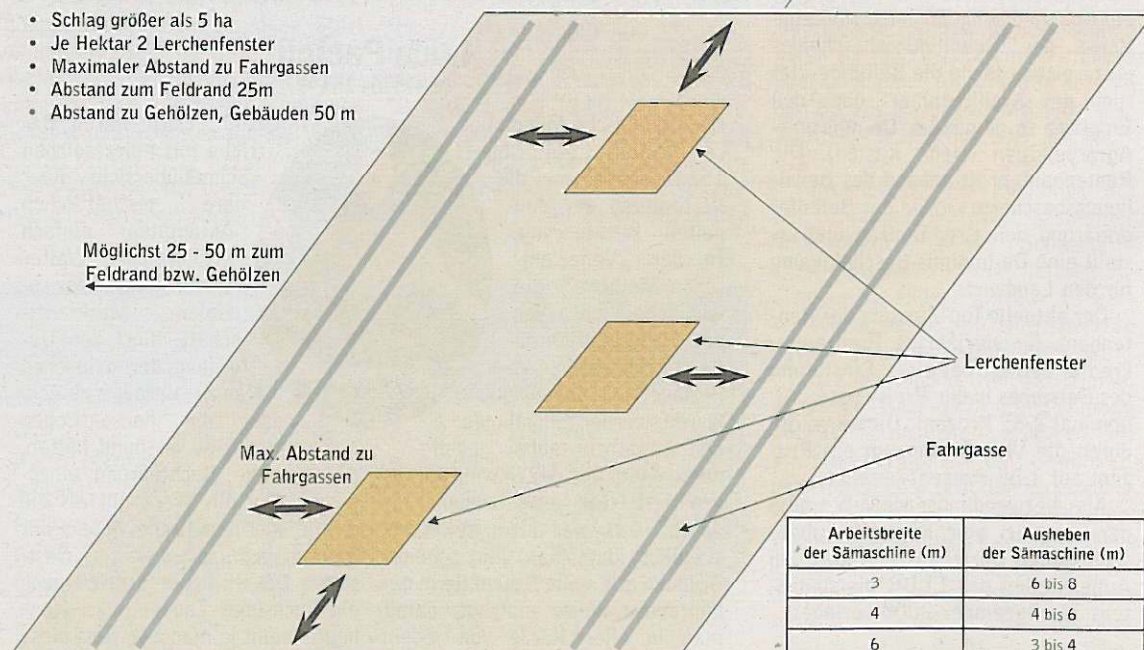 • Schlag größer als 5 ha
• Je Hektar 2 Lerchenfenster
• Maximaler Abstand zu Fahrgassen
• Abstand zum Feldrand 25m
• Abstand zu Gehölzen, Gebäuden 50 m
Möglichst 25 - 50 m zum
Feldrand bzw. Gehölzen
Lerchenfenster
Max. Abstand zu
Fahrgassen
Fahrgasse
Arbeitsbreite
der Sämaschine (m)
Ausheben
der Sämaschine (m)
3 6 bis 8
4 4 bis 6
6 3 bis 4